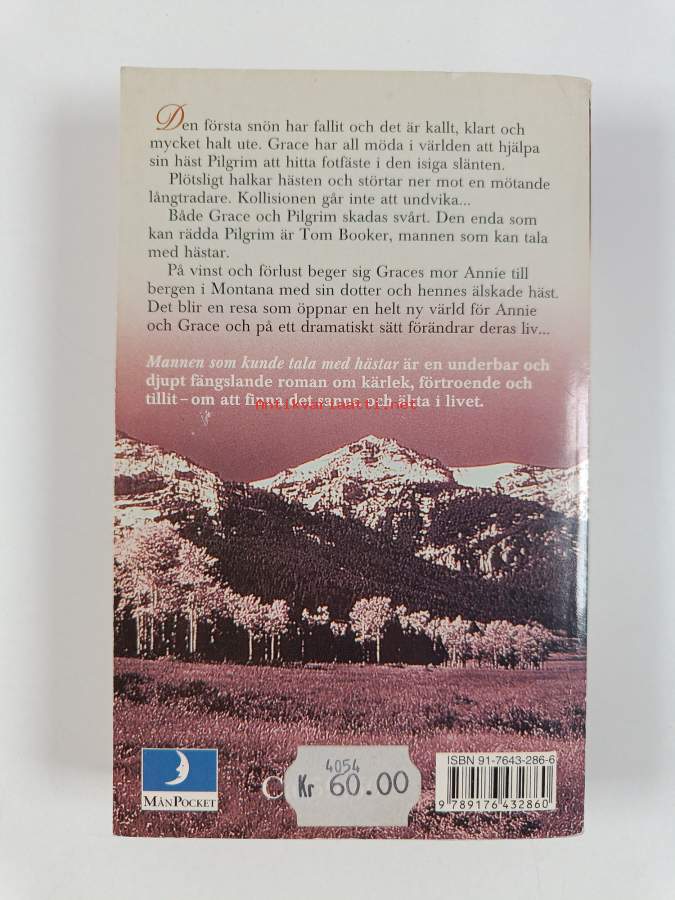 Den första snön har fallit och det är kallt, klart och
mycket halt ute. Grace har all möda i världen att hjälpa
sin häst Pilgrim att hitta fotfäste i den isiga slänten.
Plötsligt halkar hästen och störtar ner mot en mötande
långtradare. Kollisionen går inte att undvika...
Både Grace och Pilgrim skadas svårt. Den enda som
kan rädda Pilgrim är Tom Booker, mannen som kan tala
med hästar.
På vinst och förlust beger sig Graces mor Annie till
bergen i Montana med sin dotter och hennes älskade häst.
Det blir en resa som öppnar en helt ny värld för Annie
och Grace och på ett dramatiskt sätt förändrar deras liv...
Mannen som kunde tala med hästar är en underbar och
djupt fängslande roman om kärlek, förtroende och
tillit – om att finna det sanna och äkta i livet.
Antikvariaatti.net
MÅNPOCKET
4054
Kr 60.00
ISBN 91-7643-286-6
9 789176 432860